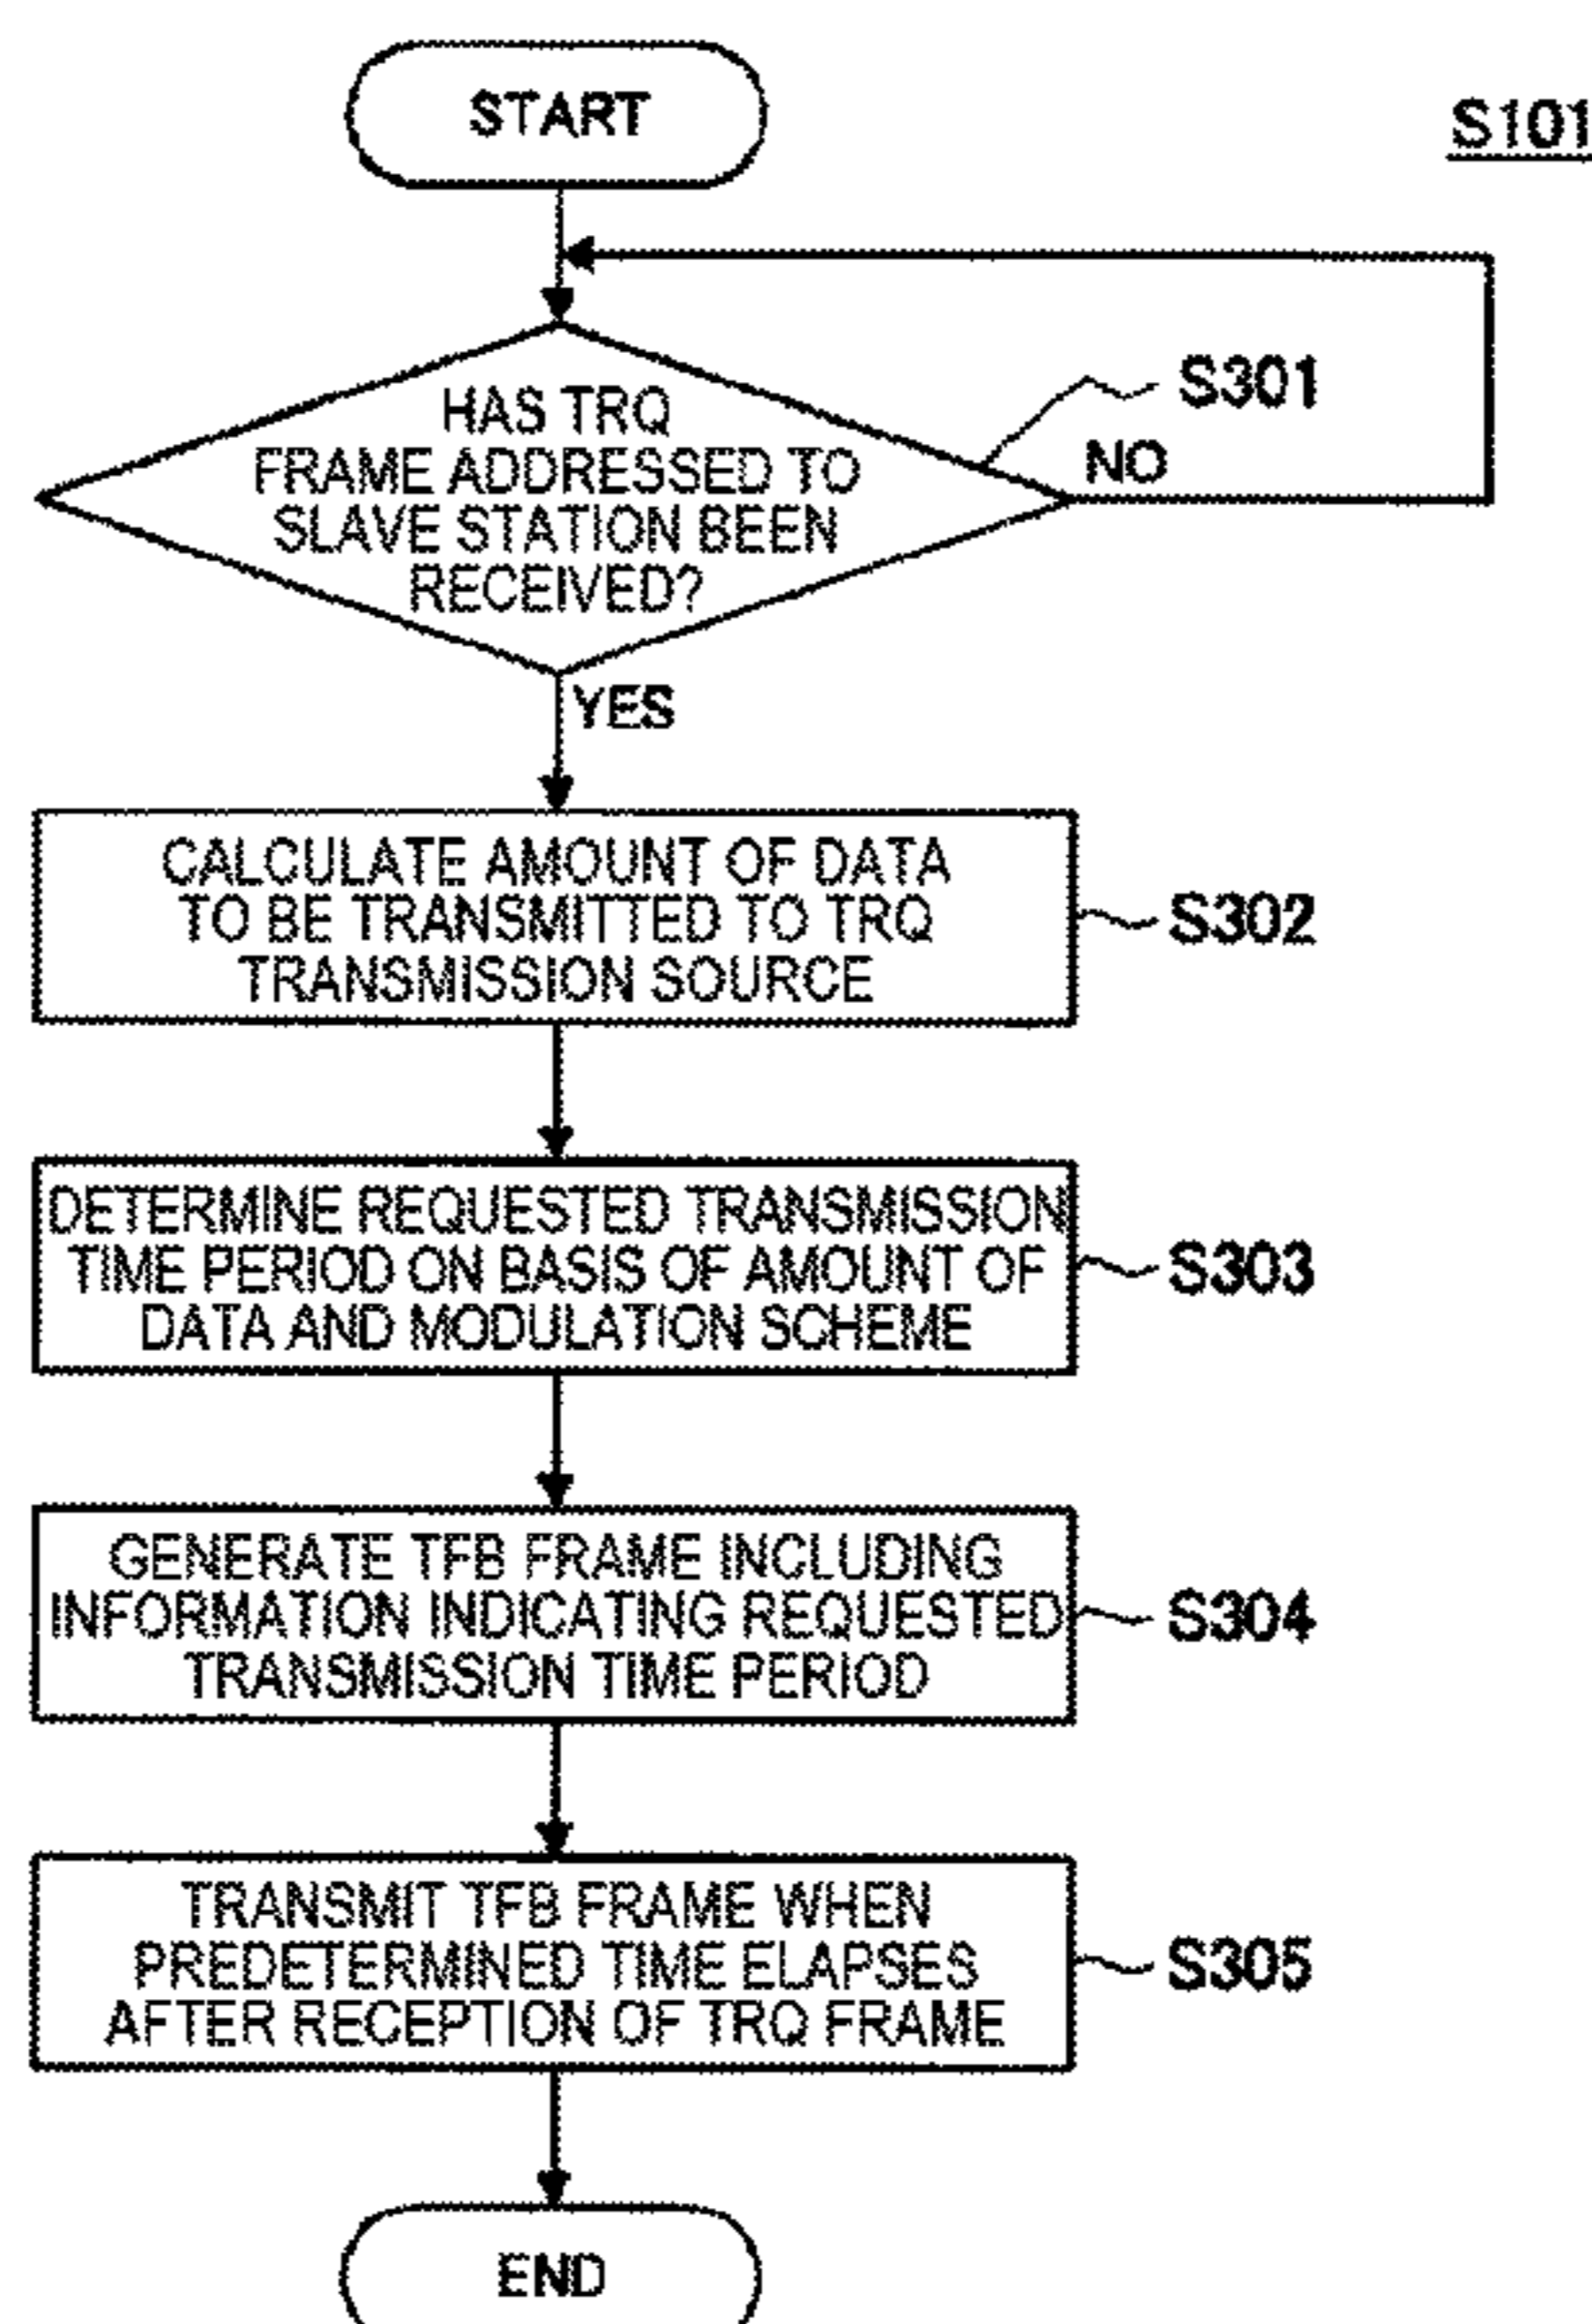 START
S101
HAS TRQ
FRAME ADDRESSED TO
SLAVE STATION BEEN
RECEIVED?
S301
NO
YES
CALCULATE AMOUNT OF DATA
TO BE TRANSMITTED TO TRQ
TRANSMISSION SOURCE
S302
DETERMINE REQUESTED TRANSMISSION
TIME PERIOD ON BASIS OF AMOUNT OF
DATA AND MODULATION SCHEME
S303
GENERATE TFB FRAME INCLUDING
INFORMATION INDICATING REQUESTED
TRANSMISSION TIME PERIOD
S304
TRANSMIT TFB FRAME WHEN
PREDETERMINED TIME ELAPSES
AFTER RECEPTION OF TRQ FRAME
S305
END